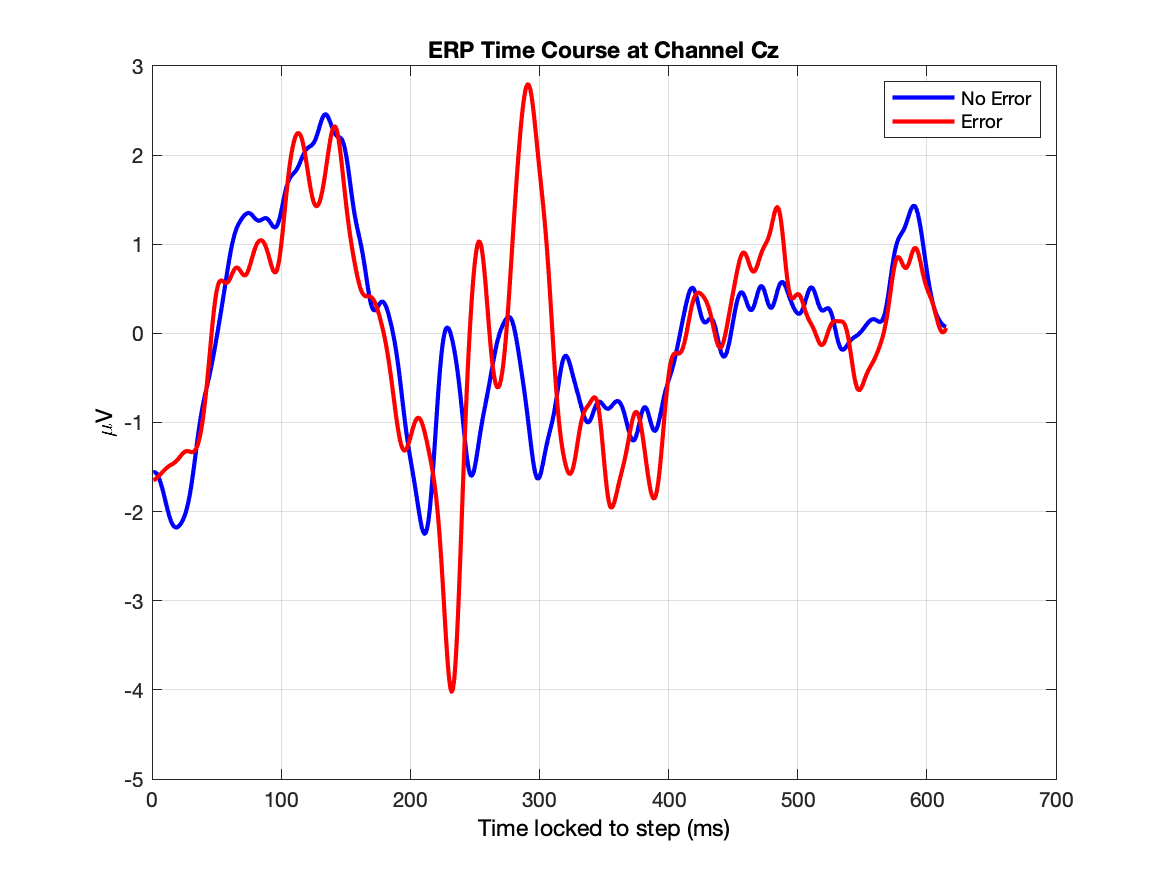 ERP Time Course at Channel Cz
No Error
Error
3
2
1
0
-1
-2
-3
-4
-5
μV
0 100 200 300 400 500 600 700
Time locked to step (ms)